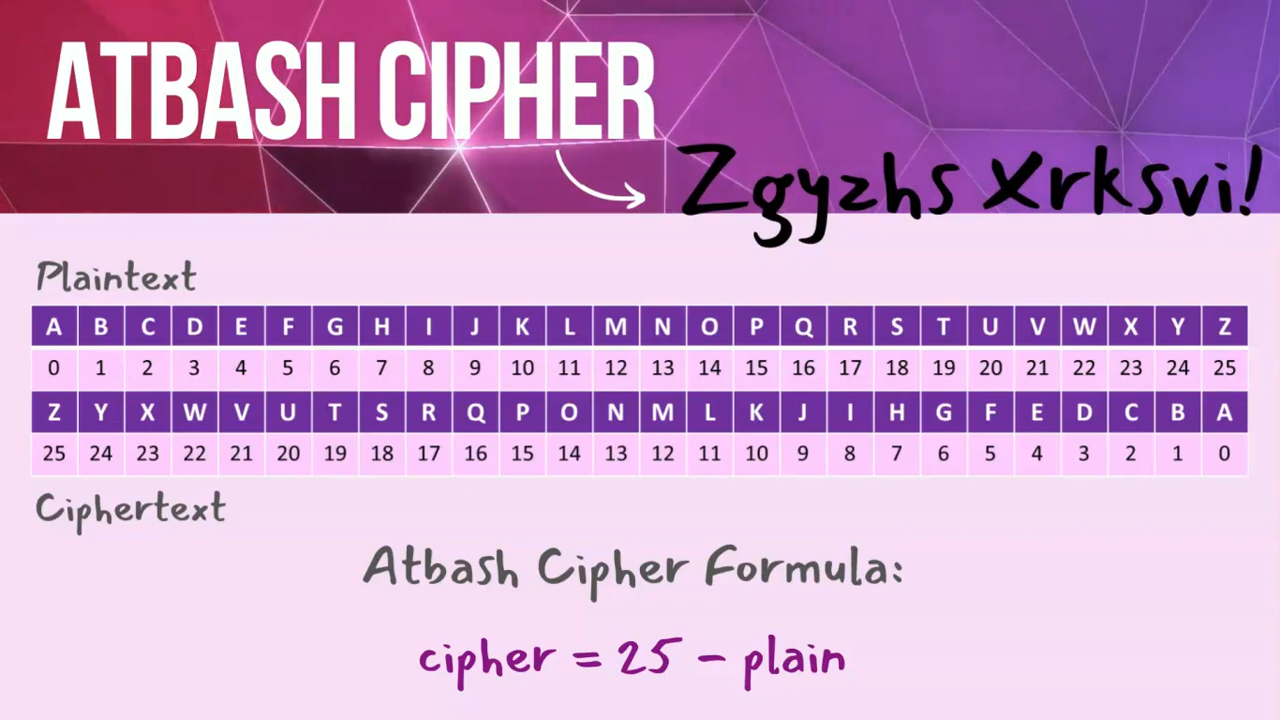 ATBASH CIPHER
Zgyzhs Xrksvi!
Plaintext
A B C D E F G H I J K L M N O P Q R S T U V W X Y Z
0 1 2 3 4 5 6 7 8 9 10 11 12 13 14 15 16 17 18 19 20 21 22 23 24 25
Z Y X W V U T S R Q P O N M L K J I H G F E D C B A
25 24 23 22 21 20 19 18 17 16 15 14 13 12 11 10 9 8 7 6 5 4 3 2 1 0
Ciphertext
Atbash Cipher Formula:
cipher = 25 - plain